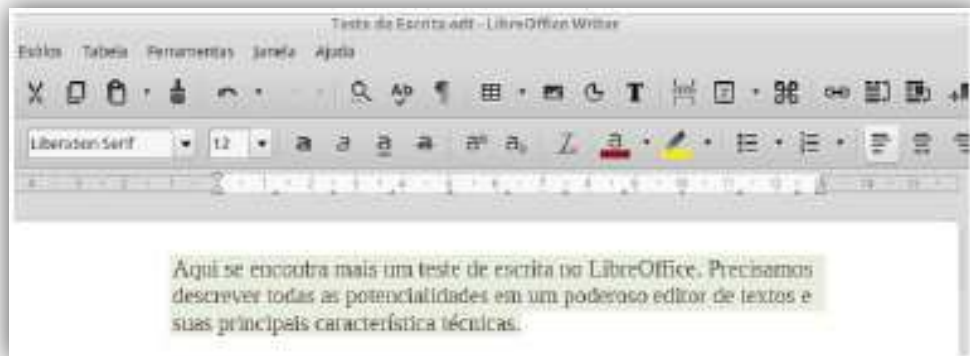 Teste de Escrita.odt - LibreOffice Writer
Estilos Tabela Ferramentas Janela Ajuda
Liberation Serif 12
Aqui se encontra mais um teste de escrita no LibreOffice. Precisamos
descrever todas as potencialidades em um poderoso editor de textos e
suas principais característica técnicas.